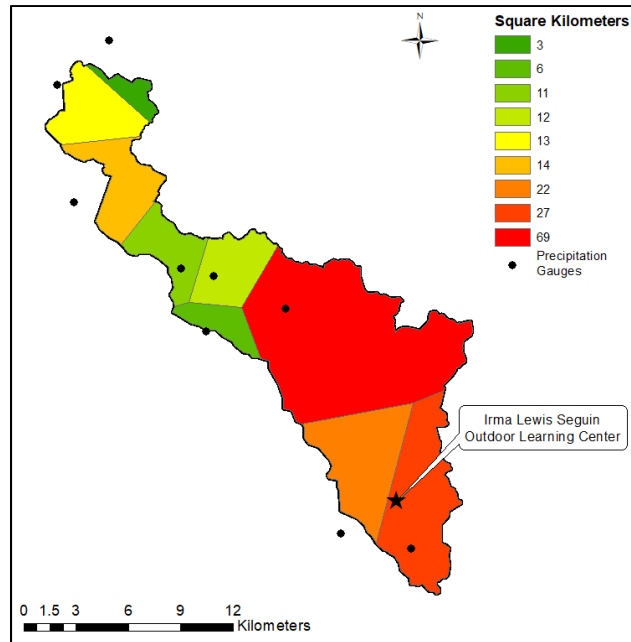 N
Square Kilometers
3
6
11
12
13
14
22
27
69
Precipitation
Gauges
Irma Lewis Seguin
Outdoor Learning Center
0 1.5 3 6 9 12
Kilometers